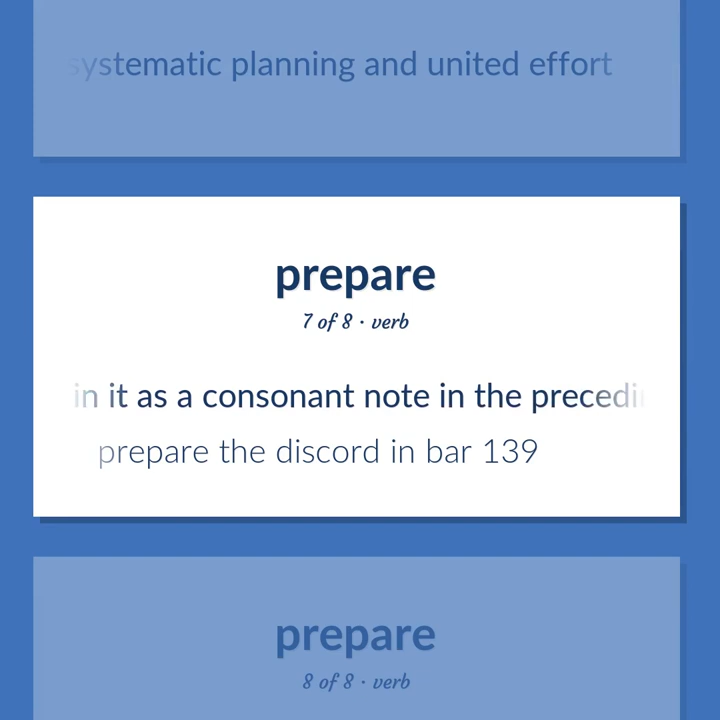 systematic planning and united effort
prepare
7 of 8 · verb
in it as a consonant note in the
prepare the discord in bar 139
prepare
8 of 8 · verb